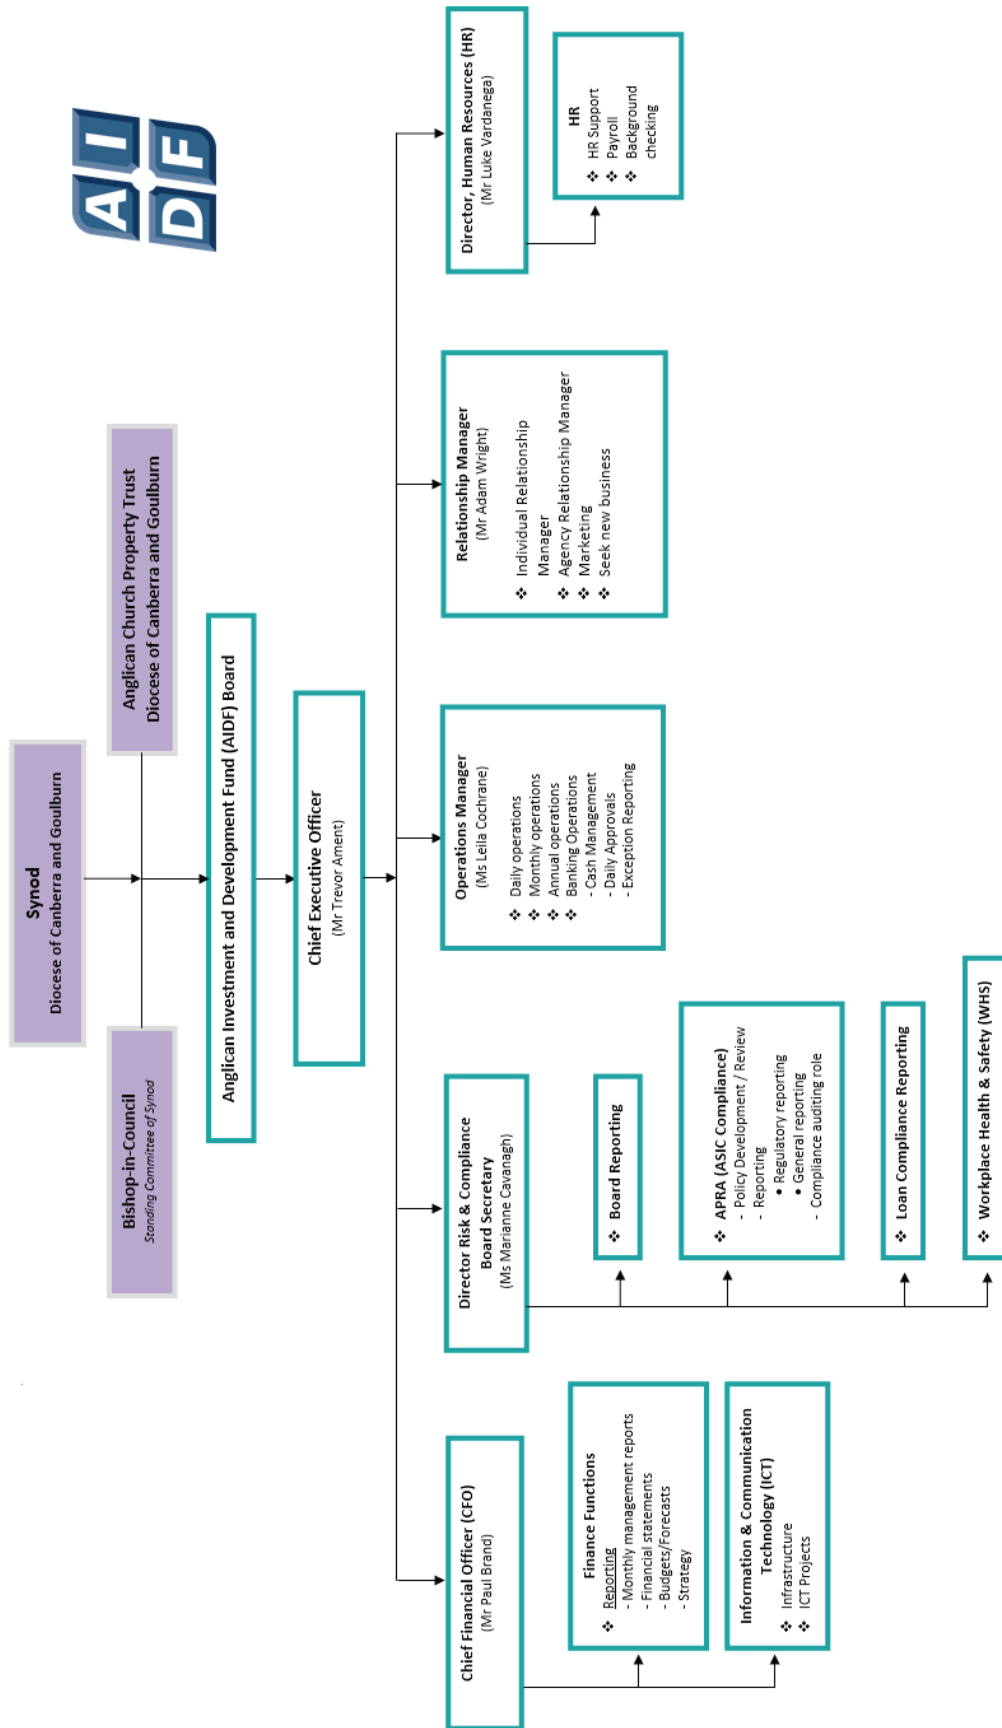 A I
D F
Synod
Diocese of Canberra and Goulburn
Bishop-in-Council
Standing Committee of Synod
Anglican Church Property Trust
Diocese of Canberra and Goulburn
Anglican Investment and Development Fund (AIDF) Board
Chief Executive Officer
(Mr Trevor Ament)
Chief Financial Officer (CFO)
(Mr Paul Brand)
Finance Functions
❖ Reporting
- Monthly management reports
- Financial statements
- Budgets/Forecasts
- Strategy
Information & Communication
Technology (ICT)
❖ Infrastructure
❖ ICT Projects
Director Risk & Compliance
Board Secretary
(Ms Marianne Cavanagh)
❖ Board Reporting
❖ APRA (ASIC Compliance)
- Policy Development / Review
- Reporting
• Regulatory reporting
• General reporting
- Compliance auditing role
❖ Loan Compliance Reporting
❖ Workplace Health & Safety (WHS)
Operations Manager
(Ms Leila Cochrane)
❖ Daily operations
❖ Monthly operations
❖ Annual operations
❖ Banking Operations
- Cash Management
- Daily Approvals
- Exception Reporting
Relationship Manager
(Mr Adam Wright)
❖ Individual Relationship
Manager
❖ Agency Relationship Manager
❖ Marketing
❖ Seek new business
Director, Human Resources (HR)
(Mr Luke Vardanega)
HR
❖ HR Support
❖ Payroll
❖ Background
checking